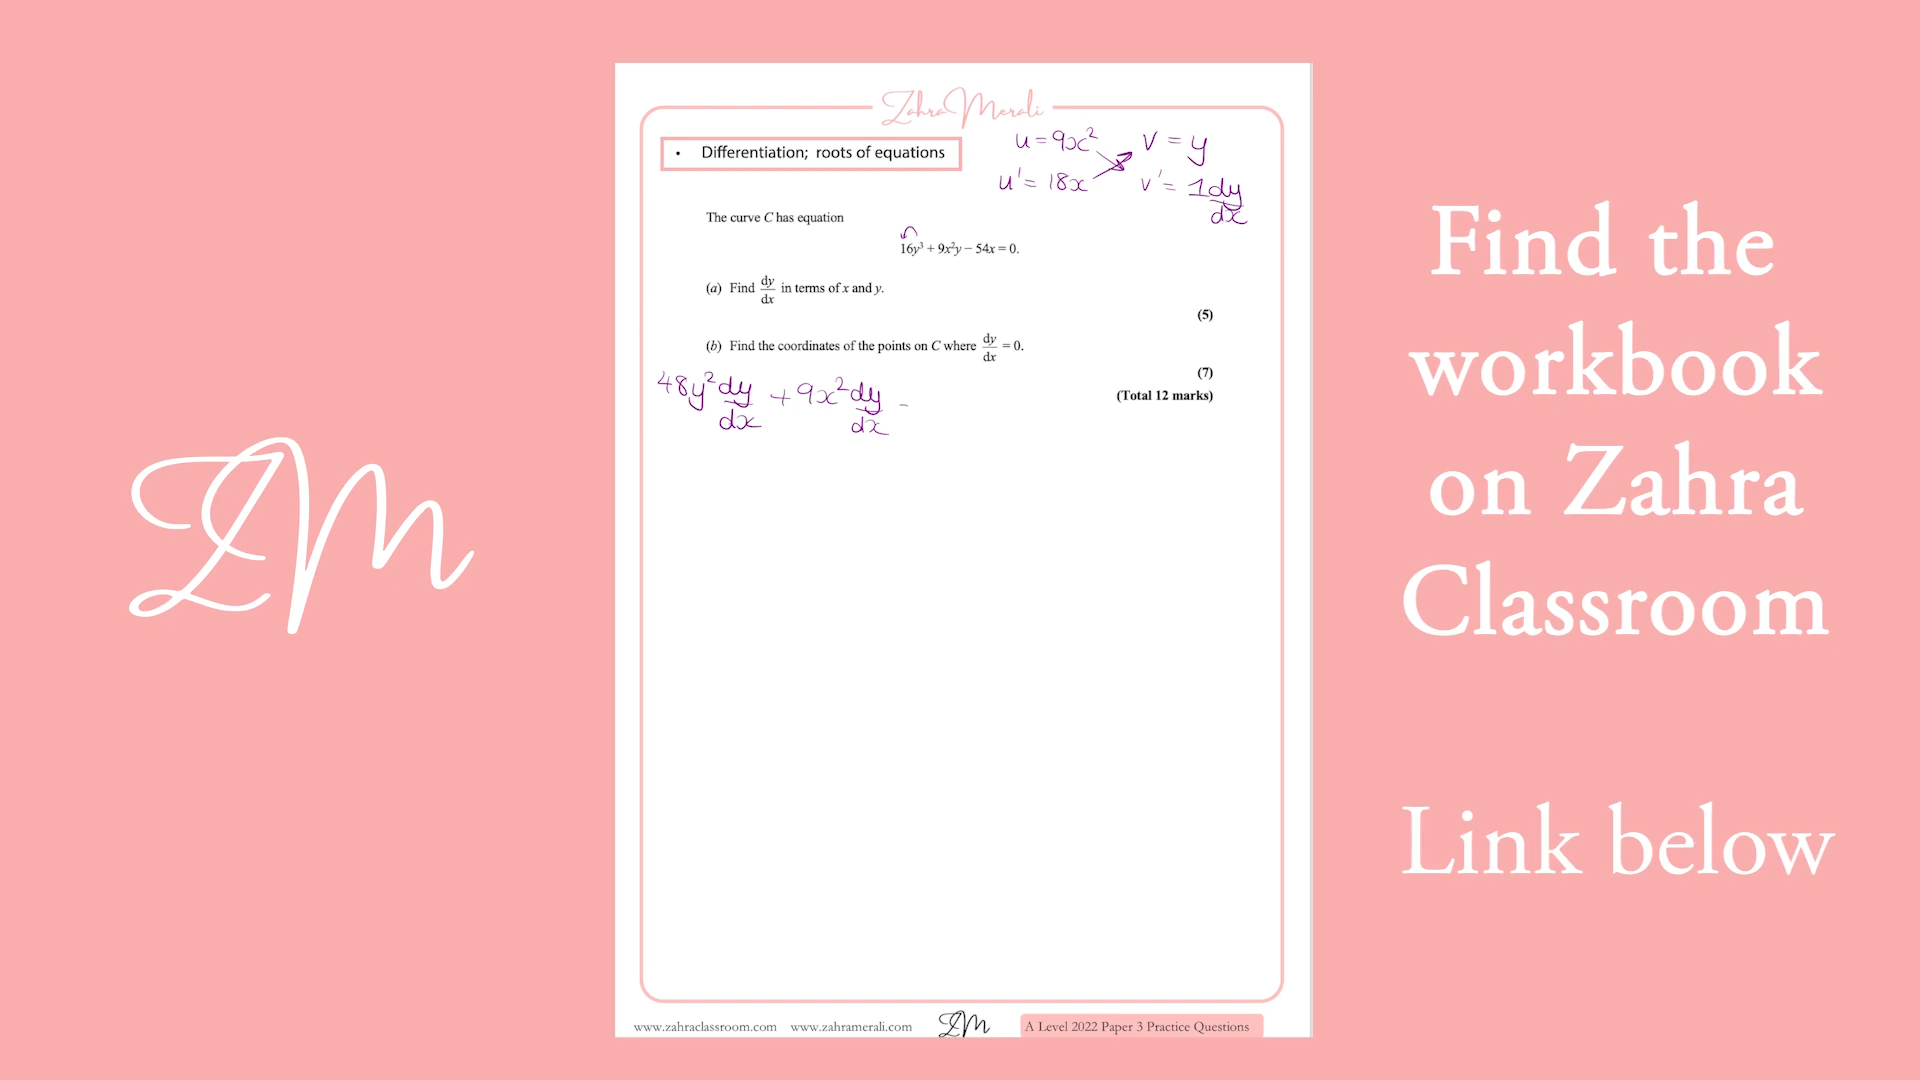 Zahra Merali
• Differentiation; roots of equations
u = 9x² v = y
u' = 18x v' = 1dy/dx
The curve C has equation
16y³ + 9x²y − 54x = 0.
(a) Find dy/dx in terms of x and y.
(5)
(b) Find the coordinates of the points on C where dy/dx = 0.
(7)
(Total 12 marks)
48y² dy/dx + 9x² dy/dx −
www.zahraclassroom.com www.zahramerali.com ZM A Level 2022 Paper 3 Practice Questions
ZM
Find the
workbook
on Zahra
Classroom
Link below